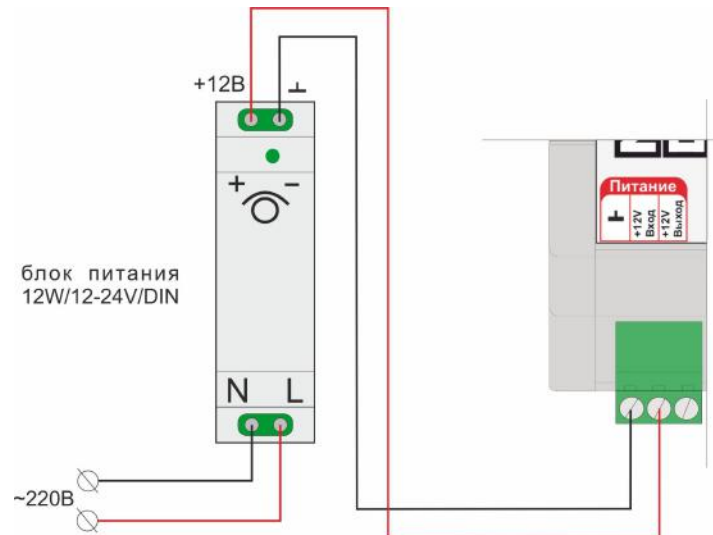 +12В
+ -
блок питания
12W/12-24V/DIN
N L
~220В
Питание
+12V
Вход
+12V
Выход